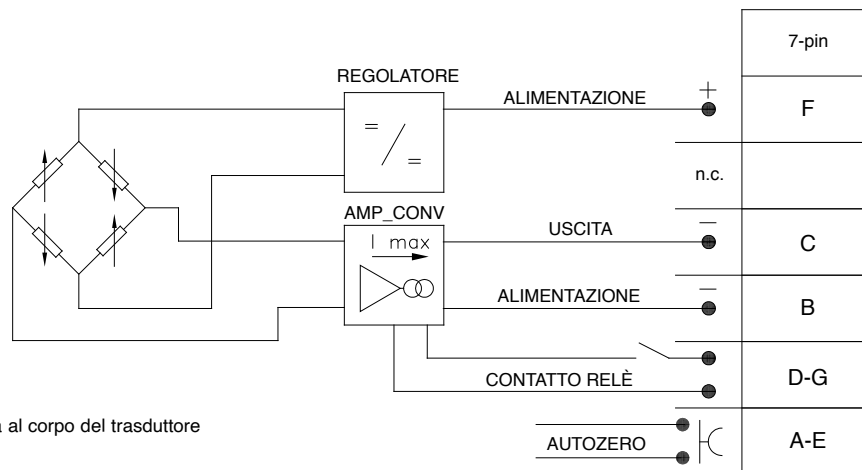 7-pin
REGOLATORE
ALIMENTAZIONE
+
F
=
/
=
n.c.
AMP_CONV
I max
USCITA
–
C
ALIMENTAZIONE
–
B
CONTATTO RELÈ
D-G
al corpo del trasduttore
AUTOZERO
A-E